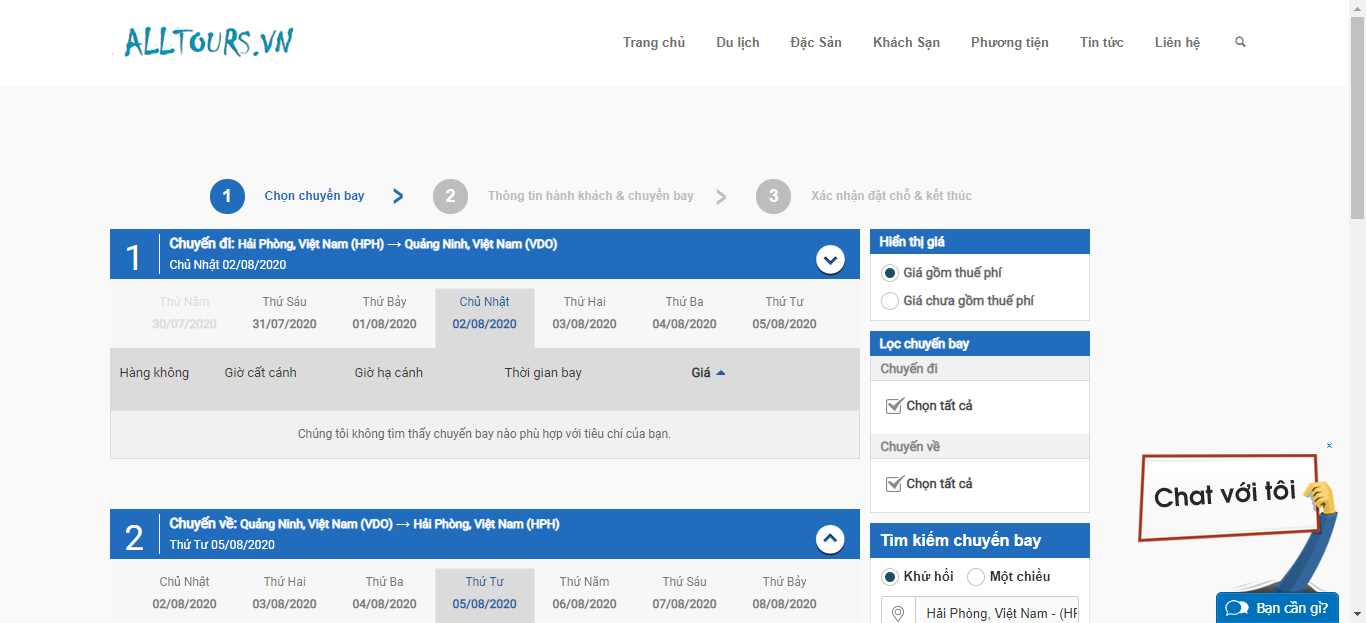 ALLTOURS.VN
Trang chủ Du lịch Đặc Sản Khách Sạn Phương tiện Tin tức Liên hệ
1 Chọn chuyến bay > 2 Thông tin hành khách & chuyến bay > 3 Xác nhận đặt chỗ & kết thúc
1 Chuyến đi: Hải Phòng, Việt Nam (HPH) → Quảng Ninh, Việt Nam (VDO)
Chủ Nhật 02/08/2020
Thứ Năm Thứ Sáu Thứ Bảy Chủ Nhật Thứ Hai Thứ Ba Thứ Tư
30/07/2020 31/07/2020 01/08/2020 02/08/2020 03/08/2020 04/08/2020 05/08/2020
Hàng không Giờ cất cánh Giờ hạ cánh Thời gian bay Giá
Chúng tôi không tìm thấy chuyến bay nào phù hợp với tiêu chí của bạn.
2 Chuyến về: Quảng Ninh, Việt Nam (VDO) → Hải Phòng, Việt Nam (HPH)
Thứ Tư 05/08/2020
Chủ Nhật Thứ Hai Thứ Ba Thứ Tư Thứ Năm Thứ Sáu Thứ Bảy
02/08/2020 03/08/2020 04/08/2020 05/08/2020 06/08/2020 07/08/2020 08/08/2020
Hiển thị giá
Giá gồm thuế phí
Giá chưa gồm thuế phí
Lọc chuyến bay
Chuyến đi
Chọn tất cả
Chuyến về
Chọn tất cả
Tìm kiếm chuyến bay
Khứ hồi Một chiều
Hải Phòng, Việt Nam - (HP
Chat với tôi
Bạn cần gì?